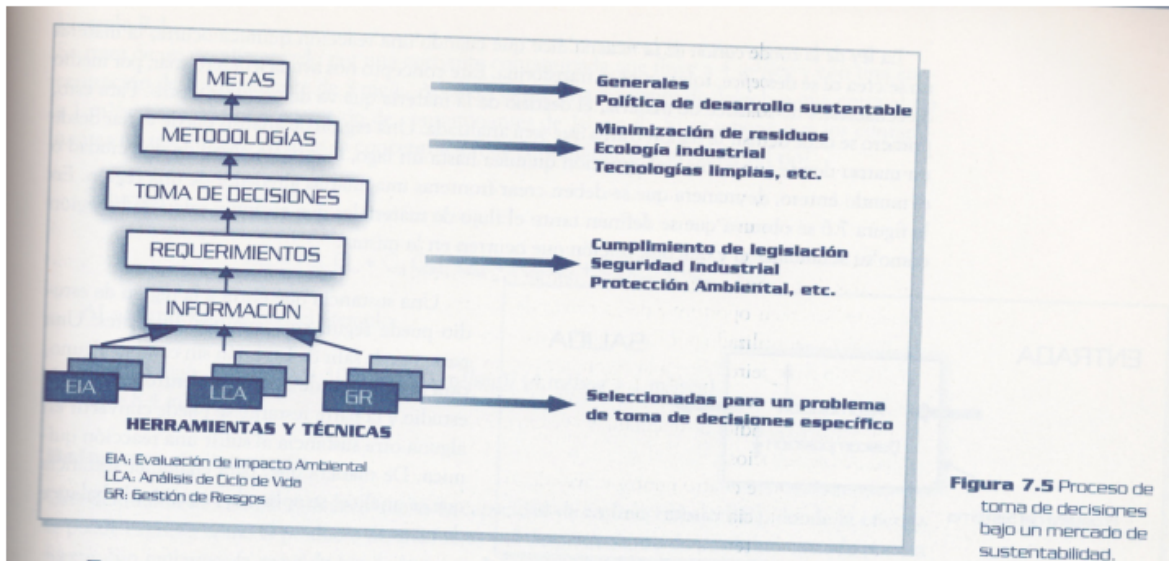 METAS
Generales
Política de desarrollo sustentable
METODOLOGÍAS
Minimización de residuos
Ecología industrial
Tecnologías limpias, etc.
TOMA DE DECISIONES
REQUERIMIENTOS
Cumplimiento de legislación
Seguridad Industrial
Protección Ambiental, etc.
INFORMACIÓN
EIA
LCA
GR
Seleccionadas para un problema
de toma de decisiones específico
HERRAMIENTAS Y TÉCNICAS
EIA: Evaluación de impacto Ambiental
LCA: Análisis de Ciclo de Vida
GR: Gestión de Riesgos
Figura 7.5 Proceso de
toma de decisiones
bajo un mercado de
sustentabilidad.